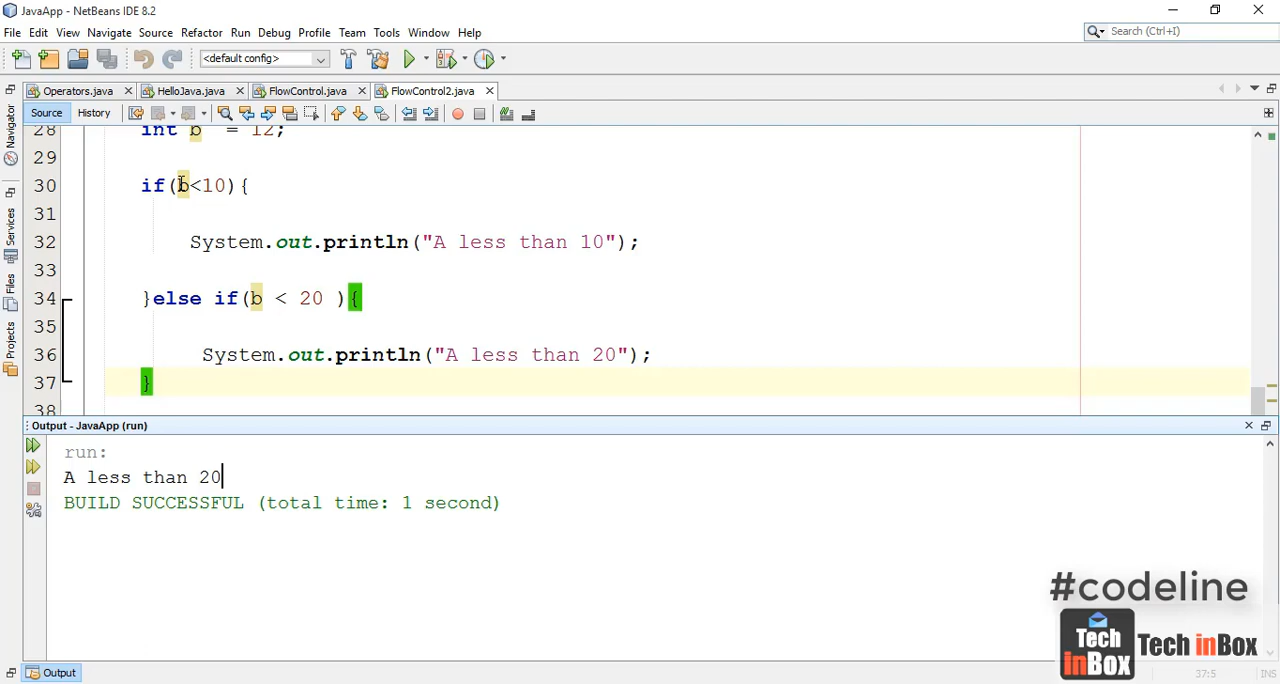 JavaApp - NetBeans IDE 8.2
File Edit View Navigate Source Refactor Run Debug Profile Team Tools Window Help
Search (Ctrl+I)
<default config>
Operators.java HelloJava.java FlowControl.java FlowControl2.java
Source History
Navigator
Services
Files
Projects
28 int b = 12;
29
30 if(b<10){
31
32 System.out.println("A less than 10");
33
34 }else if(b < 20 ){
35
36 System.out.println("A less than 20");
37 }
38
Output - JavaApp (run)
run:
A less than 20
BUILD SUCCESSFUL (total time: 1 second)
#codeline
Tech inBox
Tech inBox
Output
37:5 INS